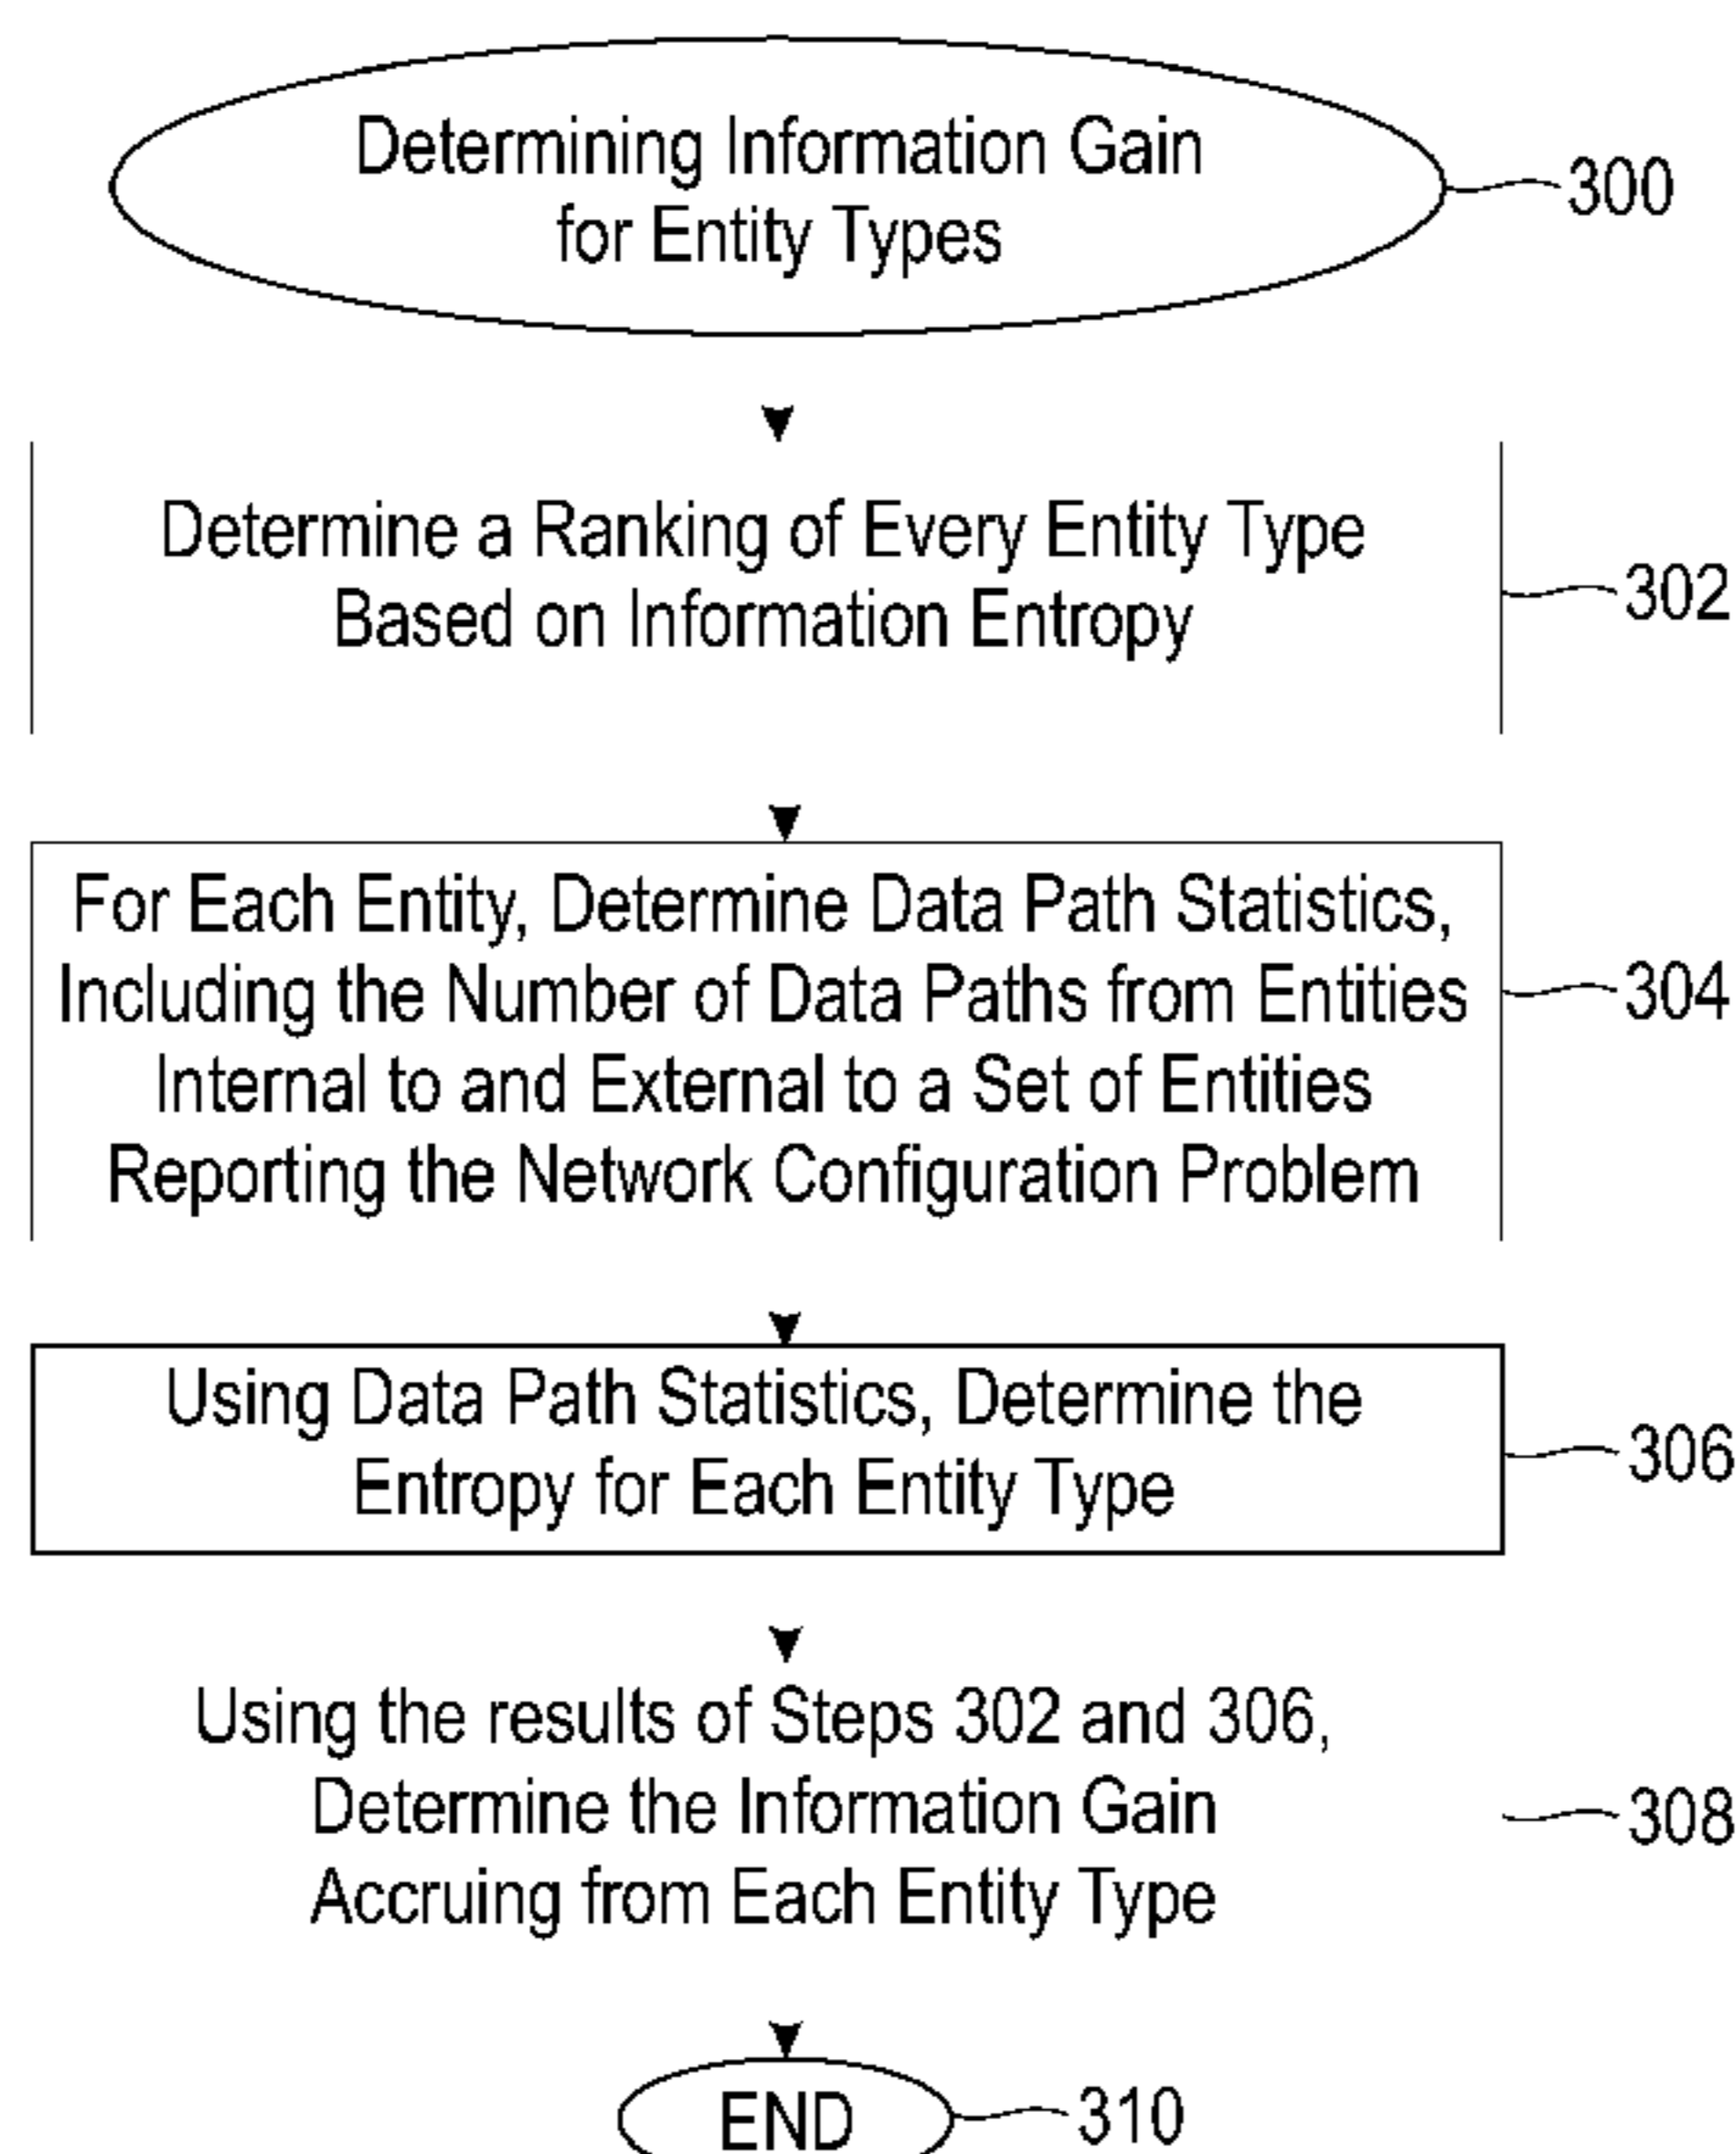 Determining Information Gain
for Entity Types
300
Determine a Ranking of Every Entity Type
Based on Information Entropy
302
For Each Entity, Determine Data Path Statistics,
Including the Number of Data Paths from Entities
Internal to and External to a Set of Entities
Reporting the Network Configuration Problem
304
Using Data Path Statistics, Determine the
Entropy for Each Entity Type
306
Using the results of Steps 302 and 306,
Determine the Information Gain
Accruing from Each Entity Type
308
END
310